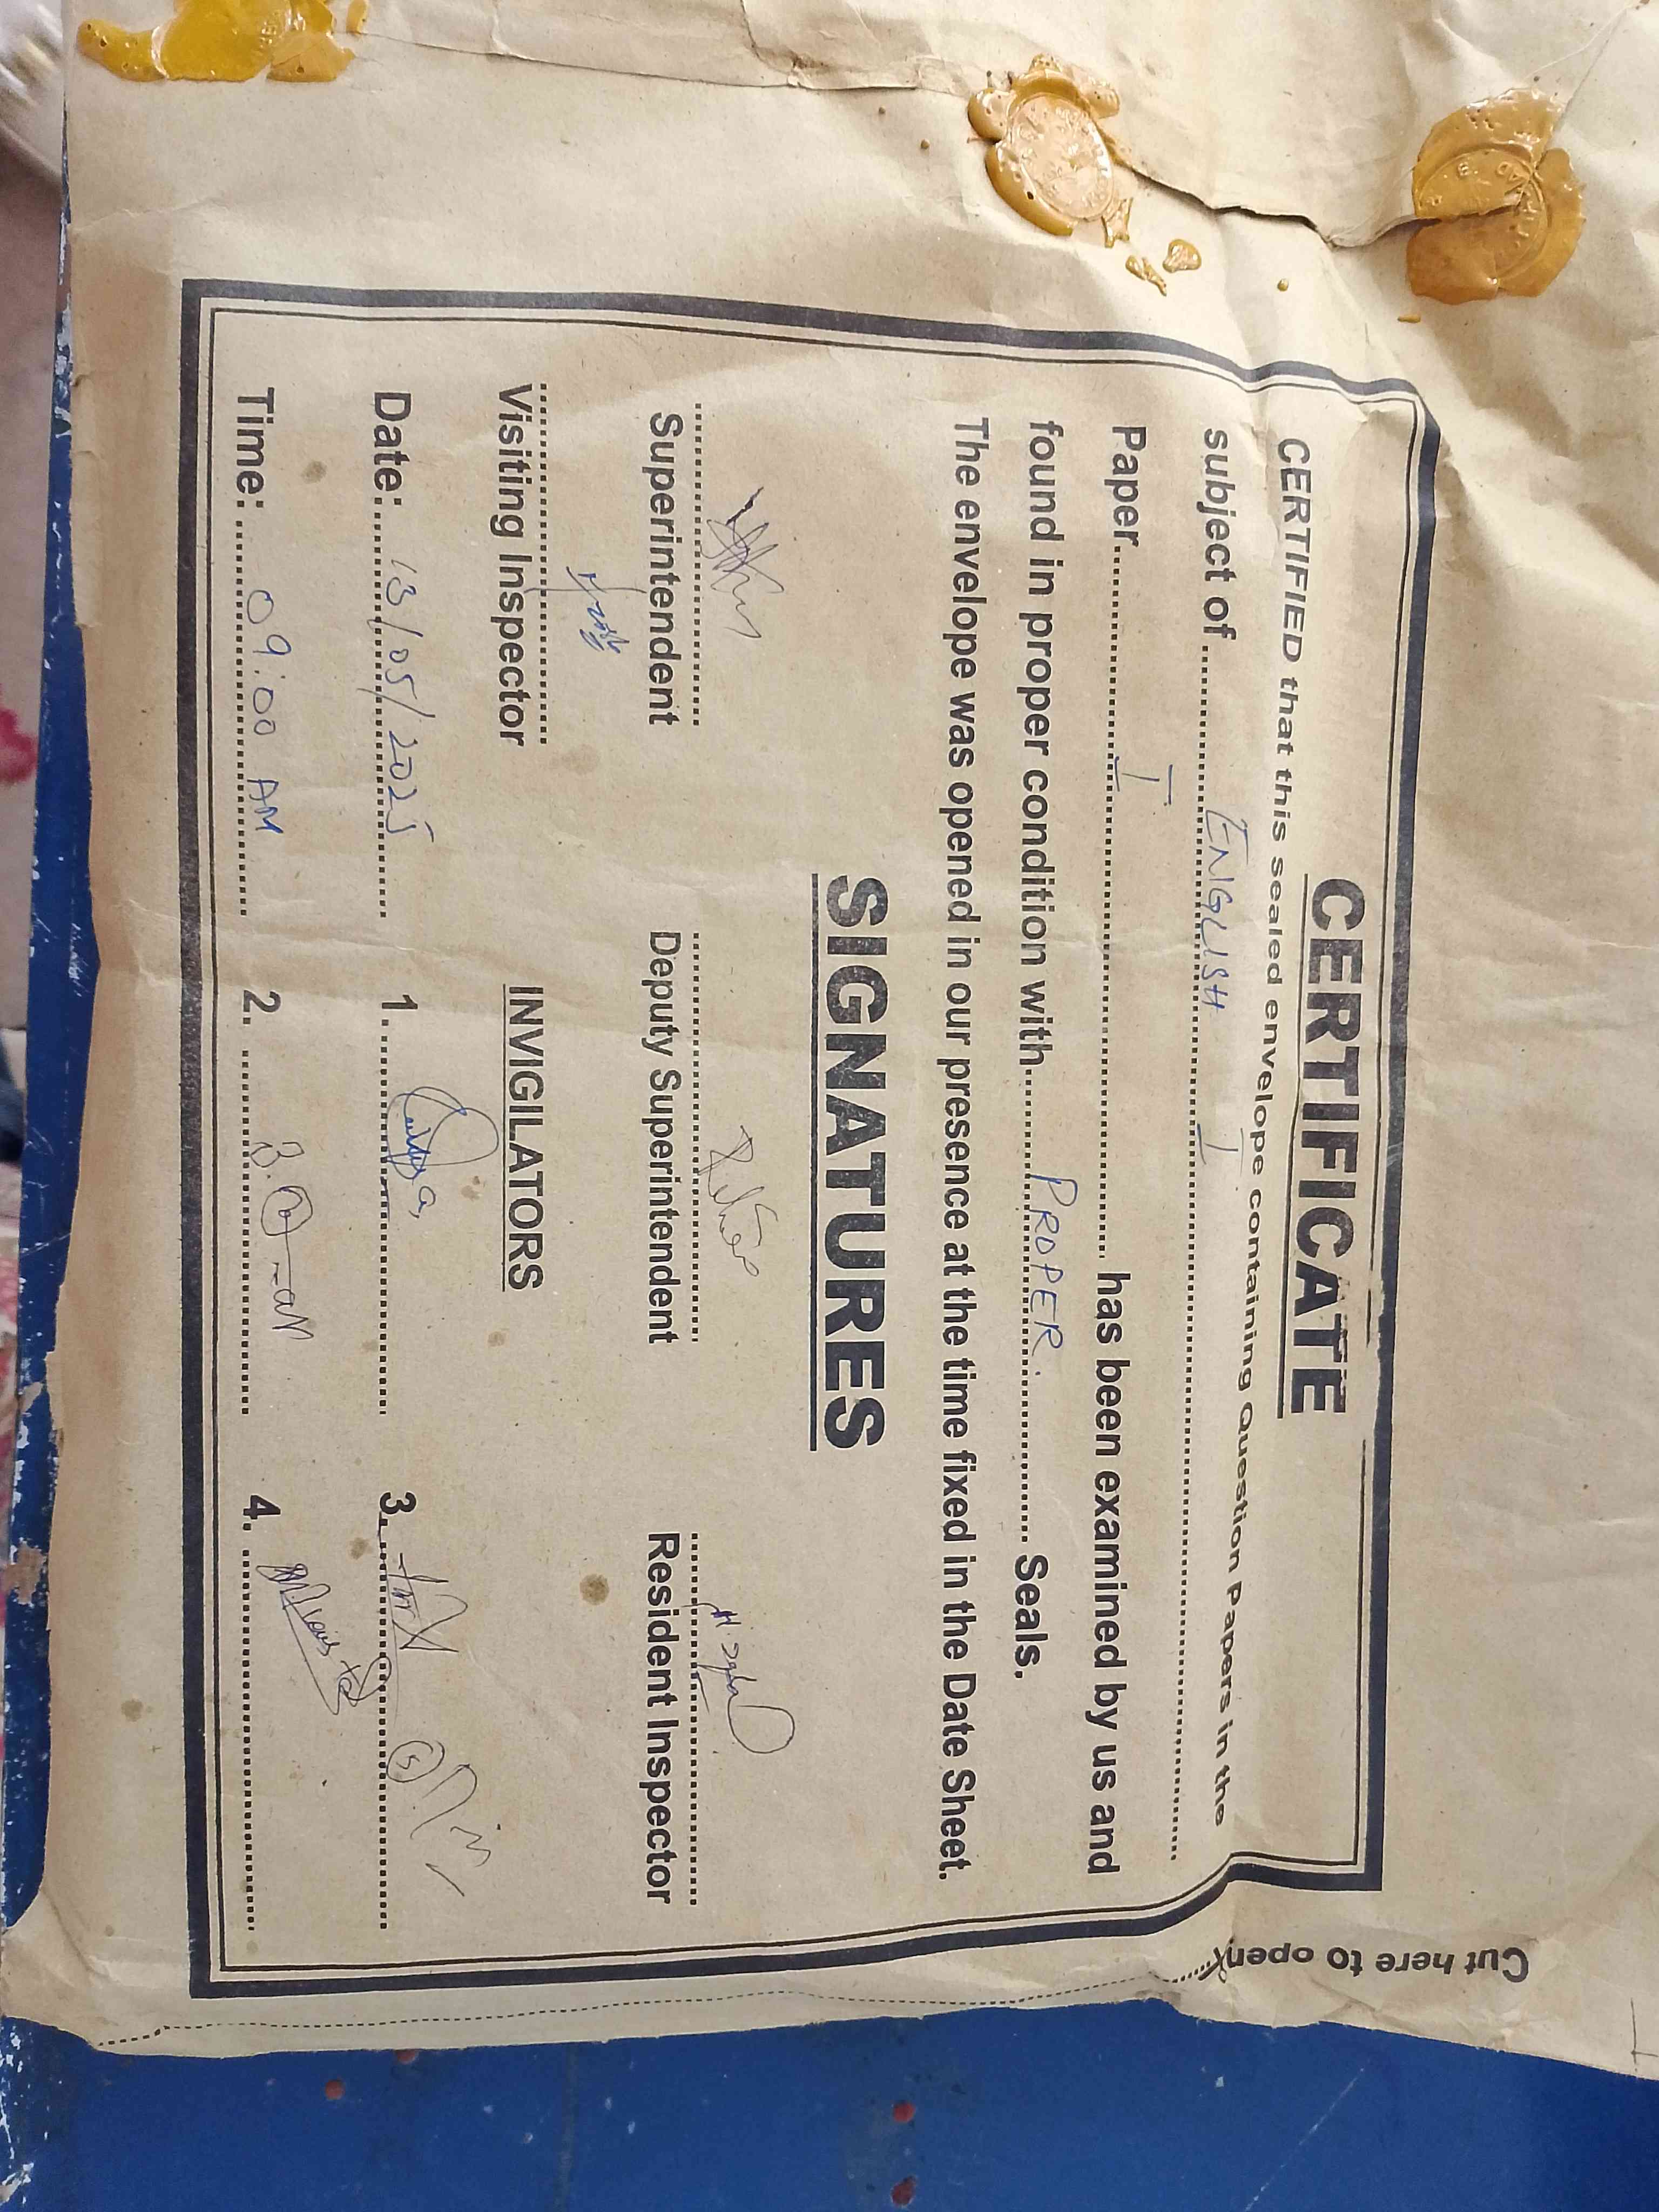 CERTIFICATE
CERTIFIED that this sealed envelope containing Question Papers in the
subject of ........ ENGLISH I ........
Paper ........ I ........ has been examined by us and
found in proper condition with ........ PROPER ........ Seals.
The envelope was opened in our presence at the time fixed in the Date Sheet.
SIGNATURES
Superintendent Deputy Superintendent Resident Inspector
Visiting Inspector INVIGILATORS
Date: 13/05/2025 1. 3. 5
Time: 09:00 AM 2. 4.
Cut here to open